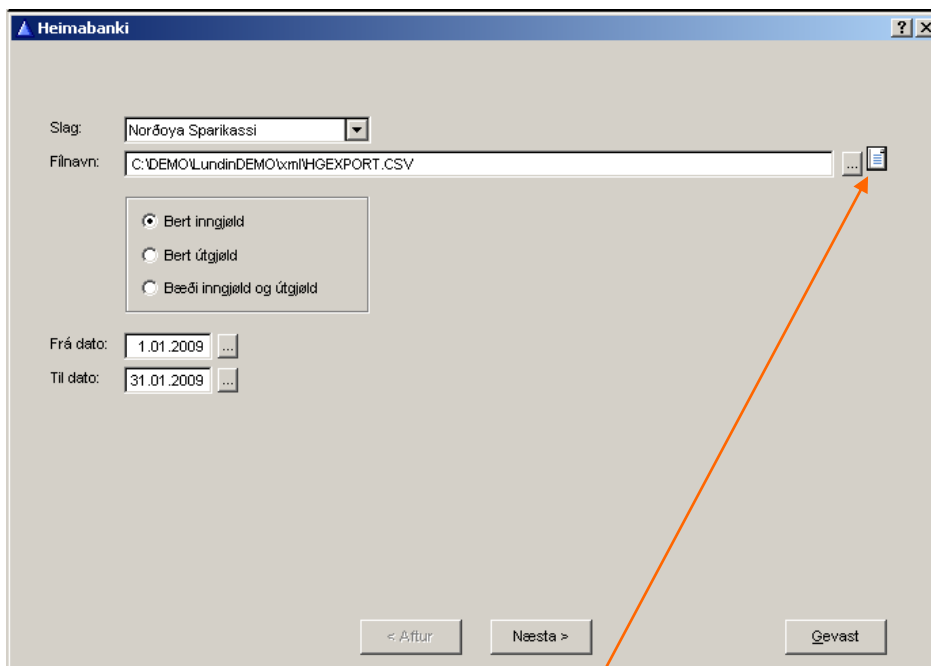 Heimabanki
Slag: Norðoya Sparikassi
Fílnavn: C:\DEMO\LundinDEMO\xml\HGEXPORT.CSV ...
Bert inngjøld
Bert útgjøld
Bæði inngjøld og útgjøld
Frá dato: 1.01.2009 ...
Til dato: 31.01.2009 ...
< Aftur Næsta > Gevast